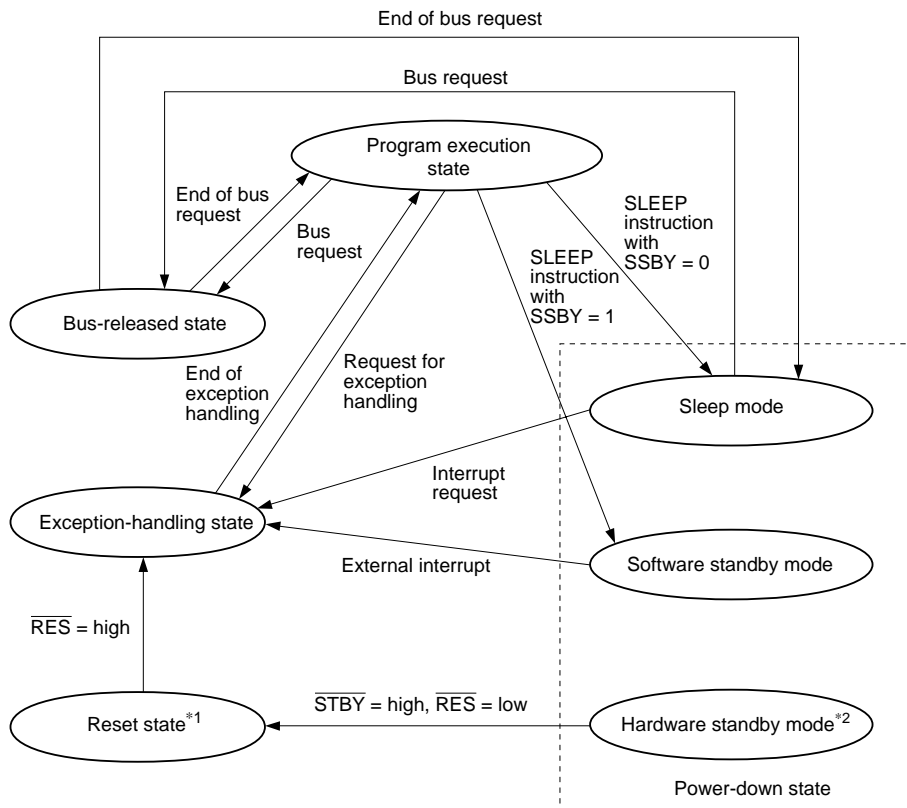 End of bus request
Bus request
Program execution
state
End of bus
request
Bus
request
SLEEP
instruction
with
SSBY = 0
SLEEP
instruction
with
SSBY = 1
Bus-released state
End of
exception
handling
Request for
exception
handling
Sleep mode
Interrupt
request
Exception-handling state
External interrupt
Software standby mode
R̅E̅S̅ = high
S̅T̅B̅Y̅ = high, R̅E̅S̅ = low
Reset state*1
Hardware standby mode*2
Power-down state